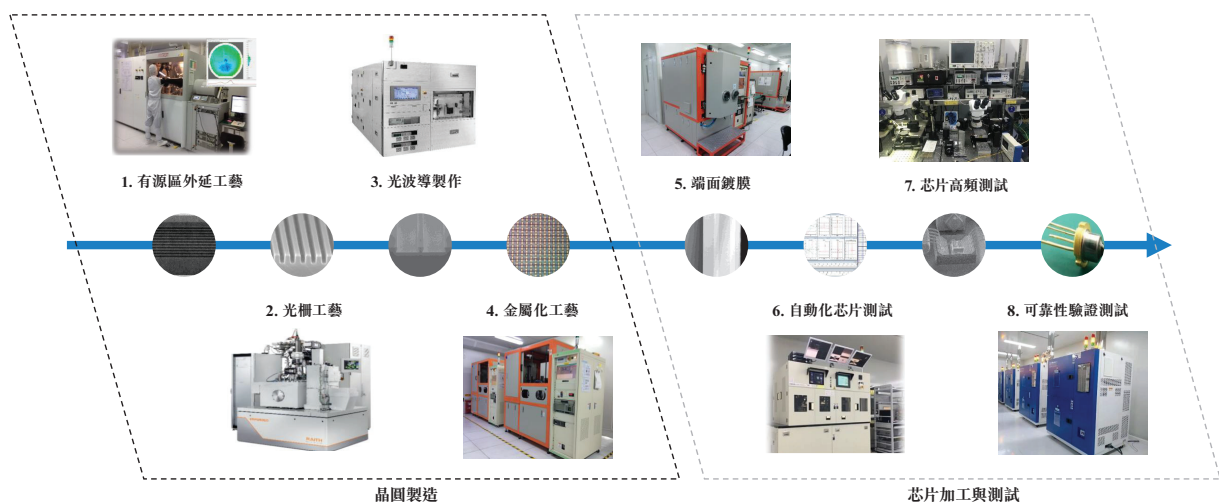 1. 有源區外延工藝
3. 光波導製作
5. 端面鍍膜
7. 芯片高頻測試
2. 光柵工藝
4. 金屬化工藝
6. 自動化芯片測試
8. 可靠性驗證測試
晶圓製造
芯片加工與測試